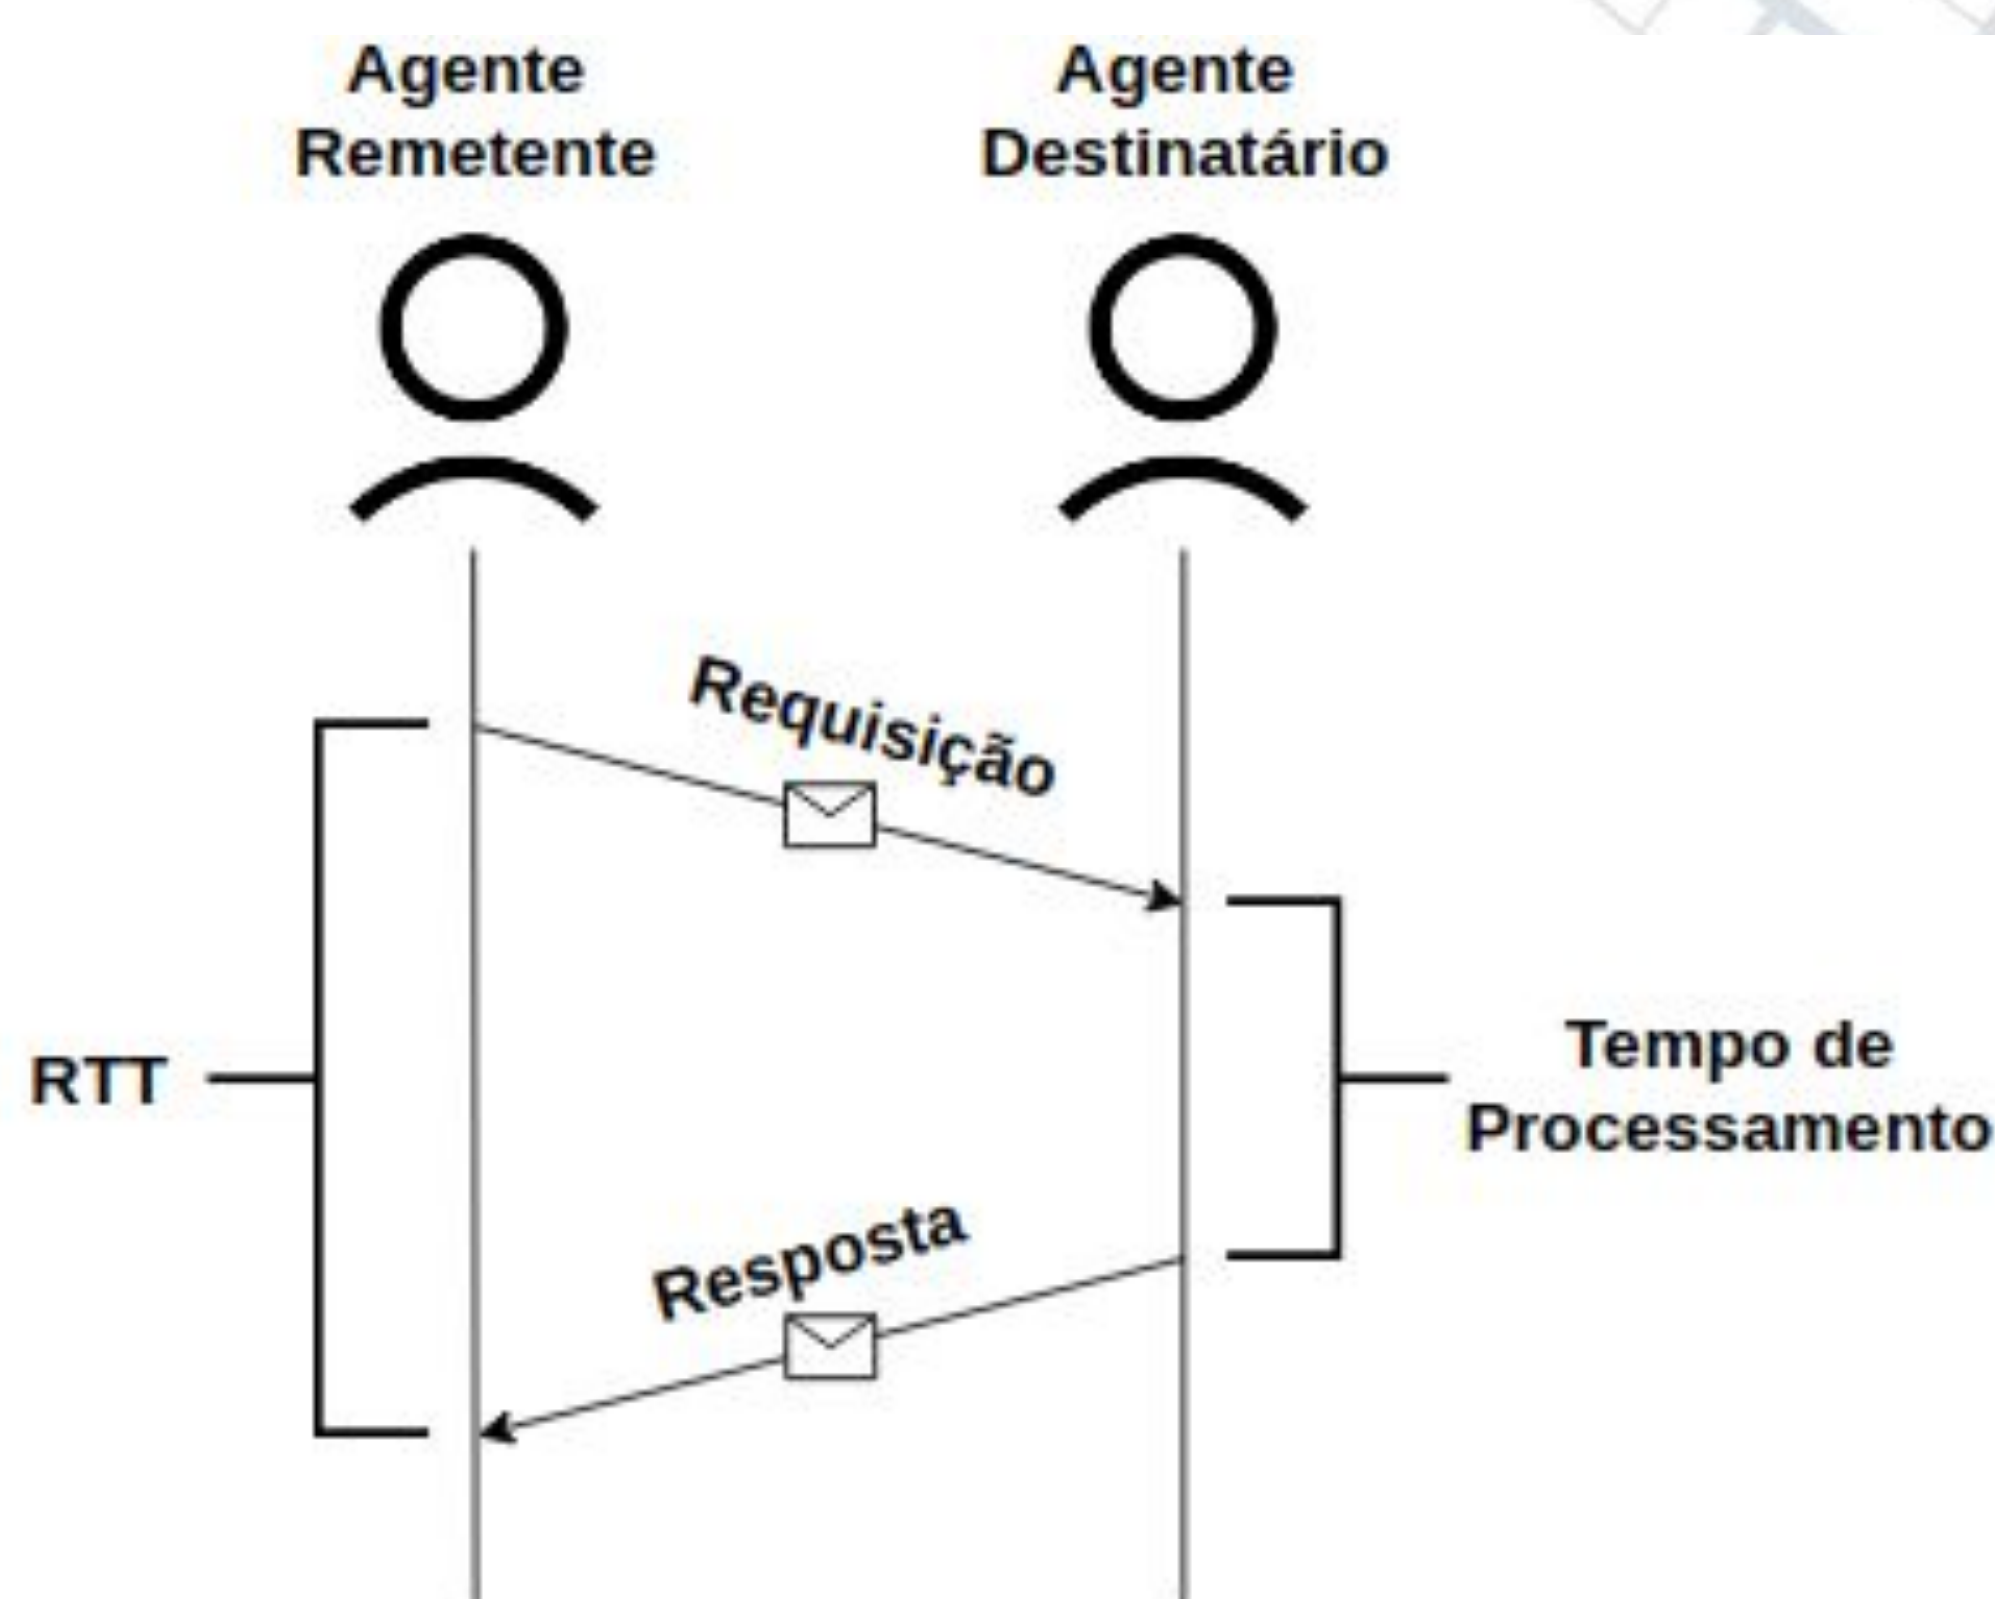 Agente
Remetente
Agente
Destinatário
Requisição
RTT
Tempo de
Processamento
Resposta